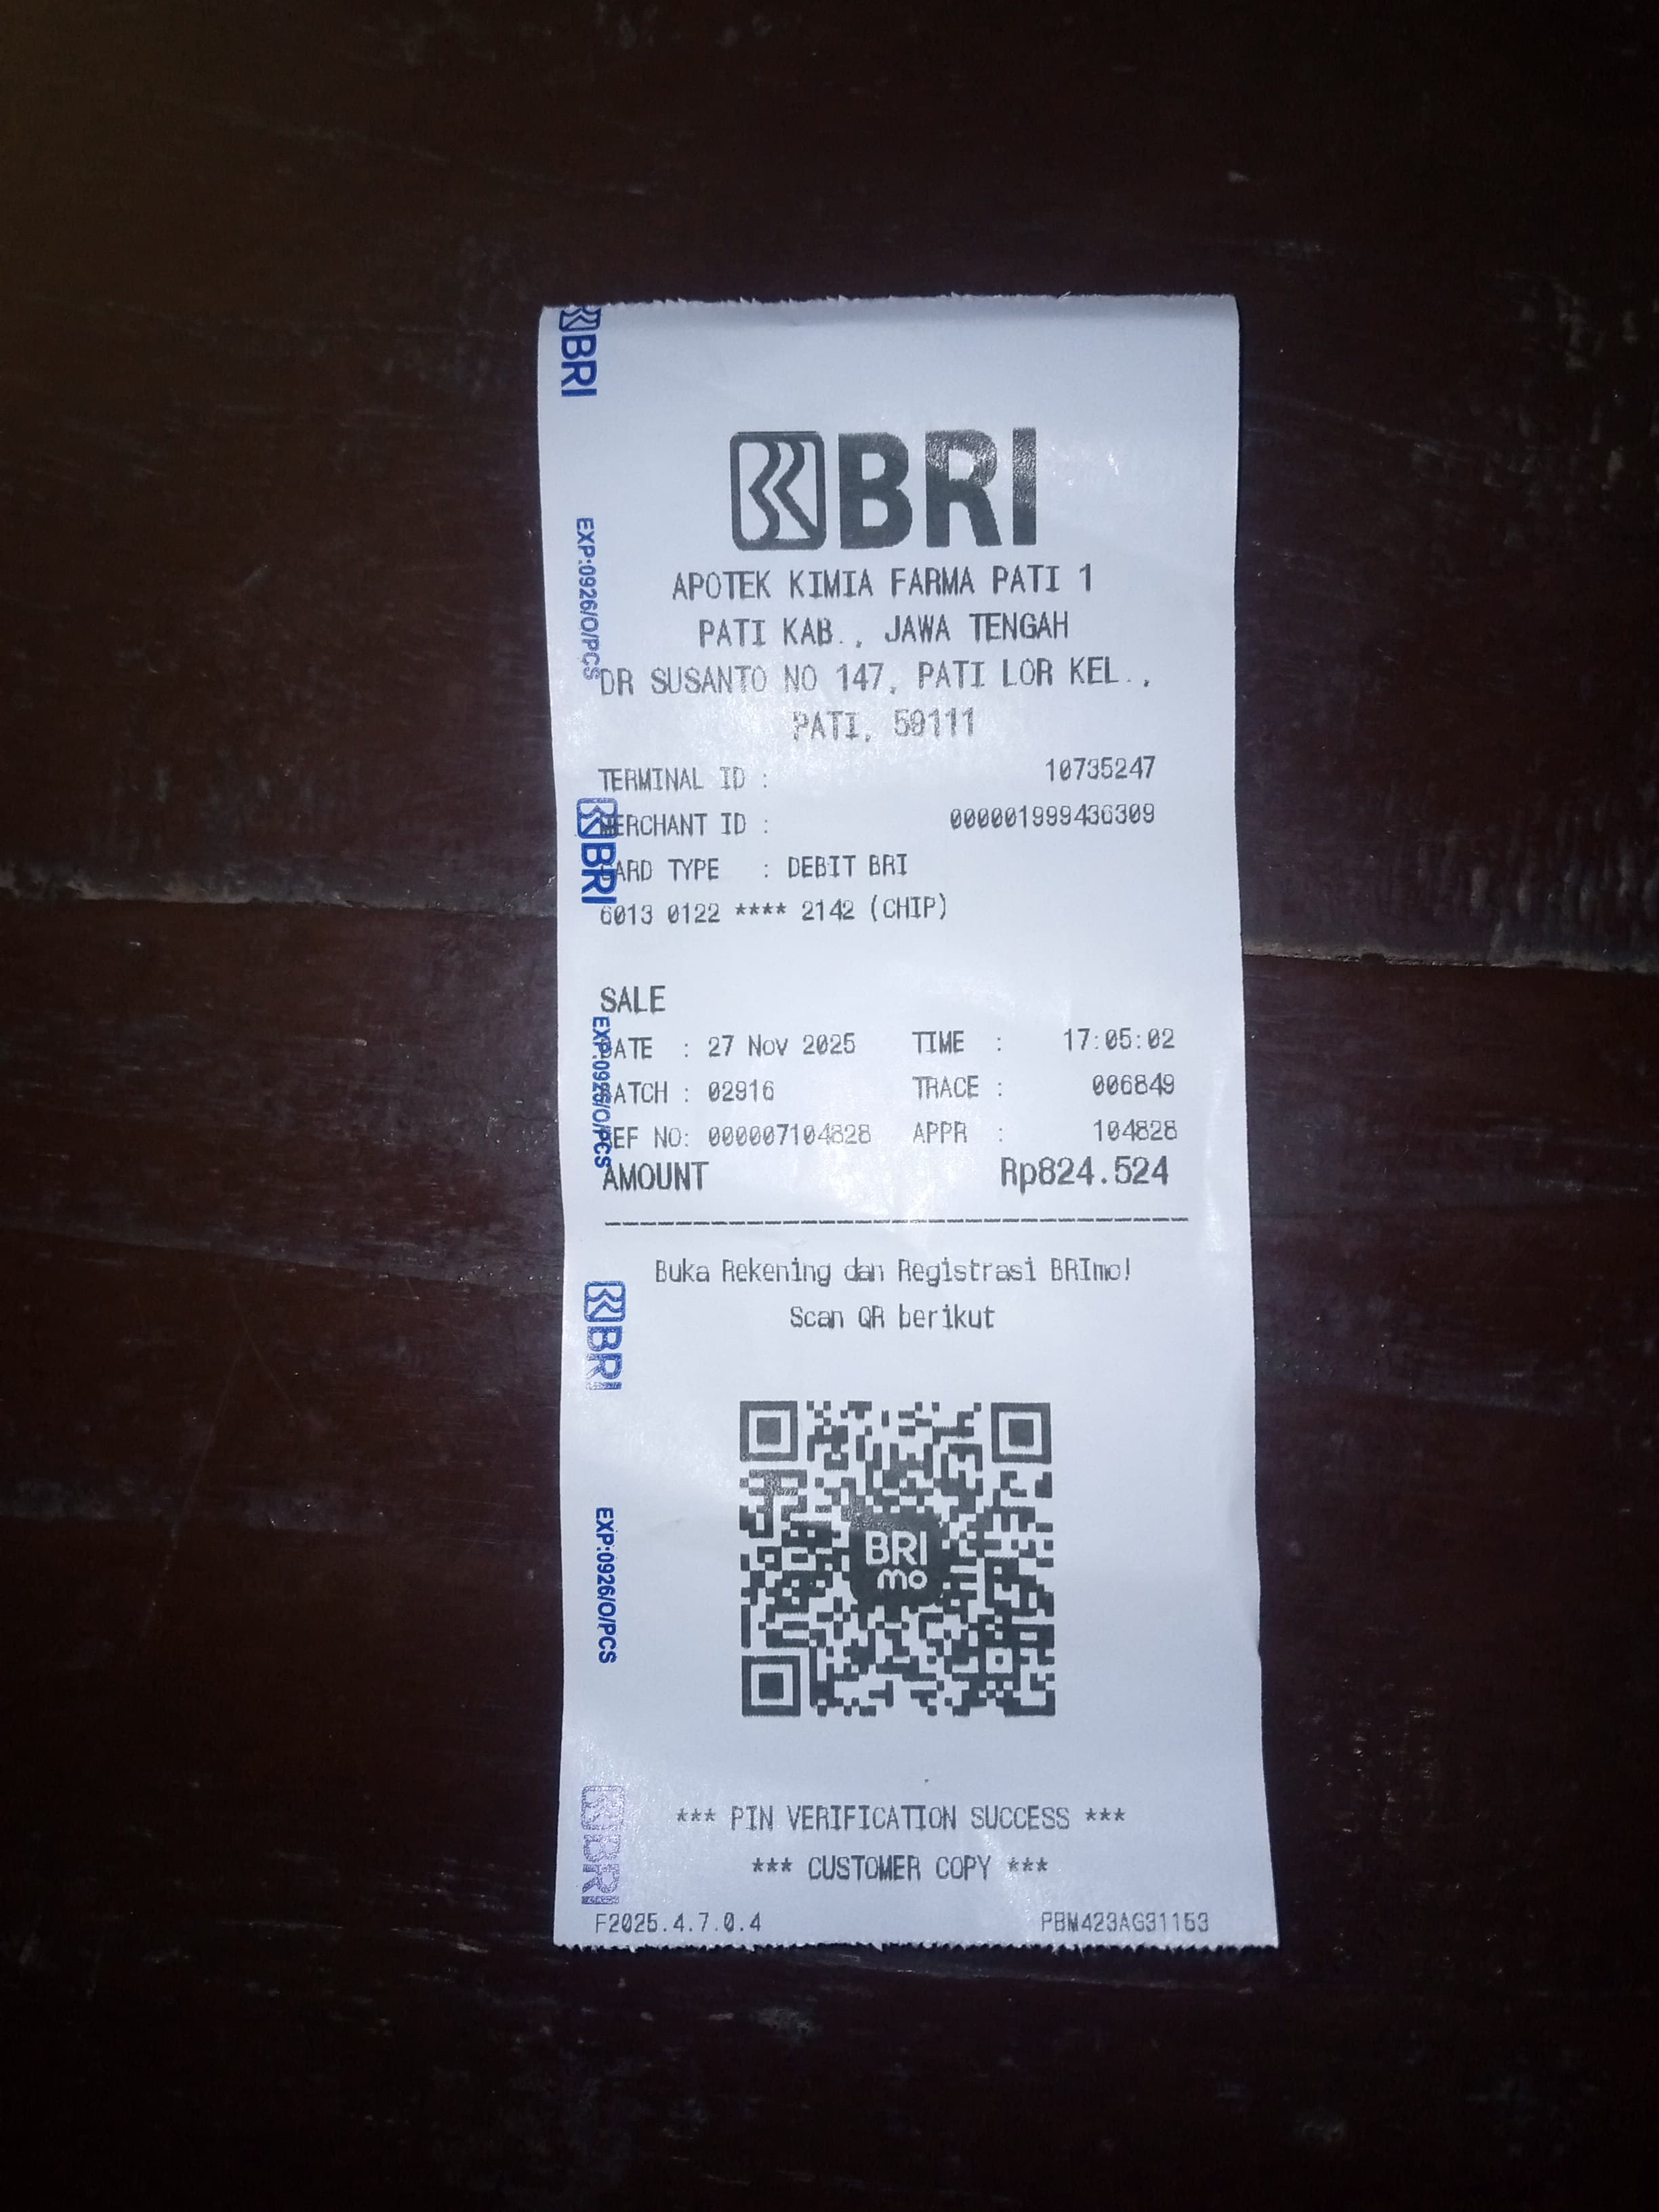 BRI
BRI
APOTEK KIMIA FARMA PATI 1
PATI KAB., JAWA TENGAH
DR SUSANTO NO 147, PATI LOR KEL.,
PATI, 59111
TERMINAL ID : 10735247
MERCHANT ID : 000001999436309
CARD TYPE : DEBIT BRI
6013 0122 **** 2142 (CHIP)
SALE
DATE : 27 Nov 2025 TIME : 17:05:02
BATCH : 02916 TRACE : 006849
REF NO: 000007104828 APPR : 104828
AMOUNT Rp824.524
Buka Rekening dan Registrasi BRImo!
Scan QR berikut
BRI
mo
*** PIN VERIFICATION SUCCESS ***
*** CUSTOMER COPY ***
F2025.4.7.0.4 PBM423AG31153
EXP:0926/O/PCS
BRI
EXP:0926/O/PCS
BRI
EXP:0926/O/PCS
BRI